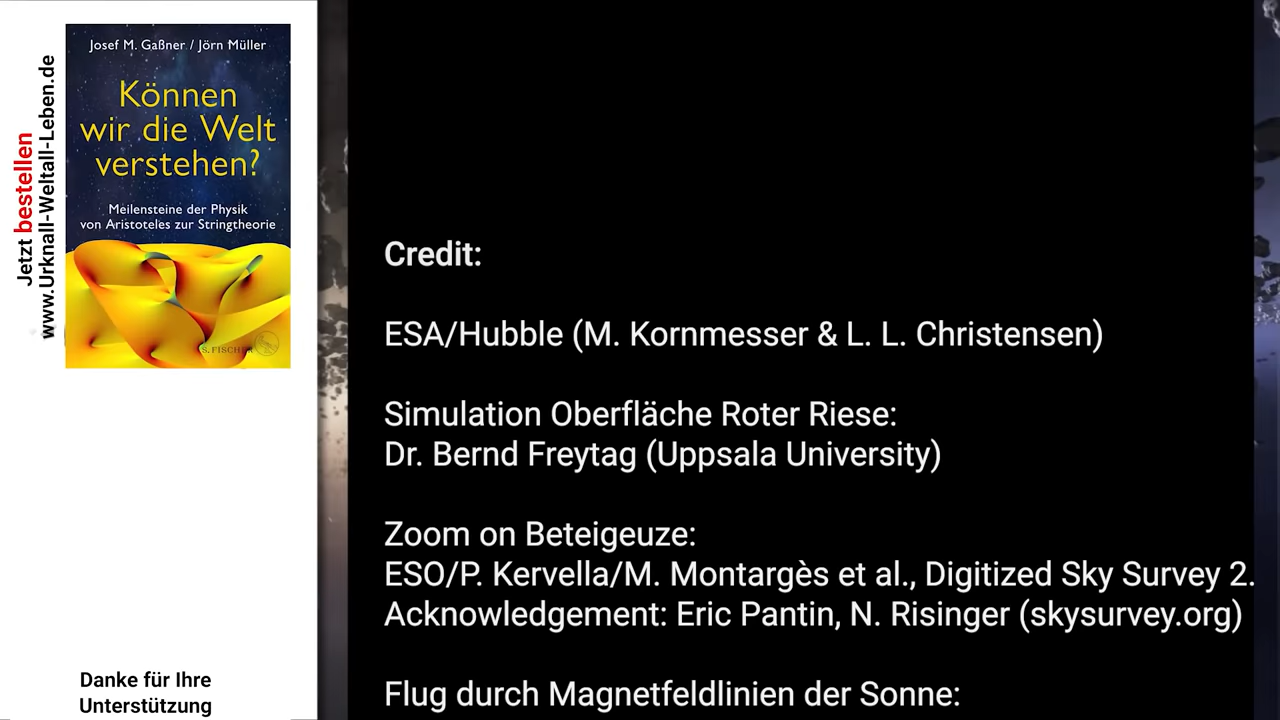 Jetzt bestellen
www.Urknall-Weltall-Leben.de
Josef M. Gaßner / Jörn Müller
Können
wir die Welt
verstehen?
Meilensteine der Physik
von Aristoteles zur Stringtheorie
S. FISCHER
Danke für Ihre
Unterstützung
Credit:
ESA/Hubble (M. Kornmesser & L. L. Christensen)
Simulation Oberfläche Roter Riese:
Dr. Bernd Freytag (Uppsala University)
Zoom on Beteigeuze:
ESO/P. Kervella/M. Montargès et al., Digitized Sky Survey 2.
Acknowledgement: Eric Pantin, N. Risinger (skysurvey.org)
Flug durch Magnetfeldlinien der Sonne: